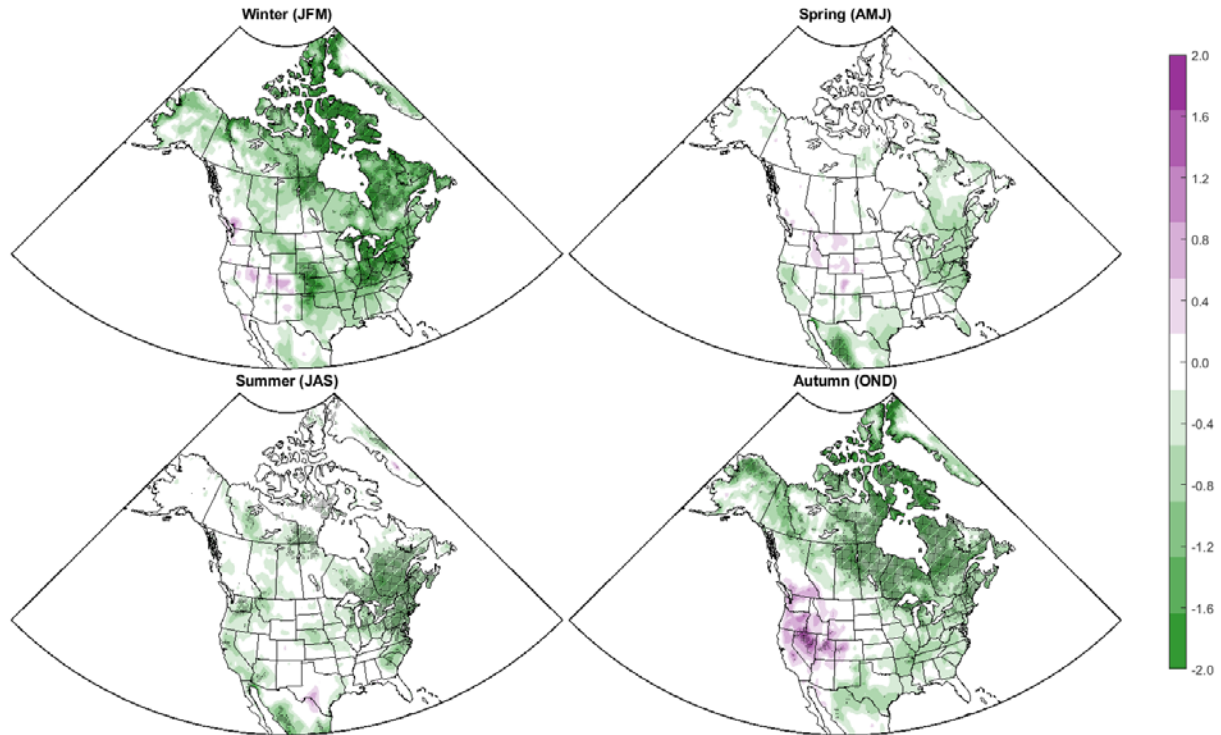 Winter (JFM)
Spring (AMJ)
Summer (JAS)
Autumn (OND)
2.0
1.6
1.2
0.8
0.4
0.0
-0.4
-0.8
-1.2
-1.6
-2.0